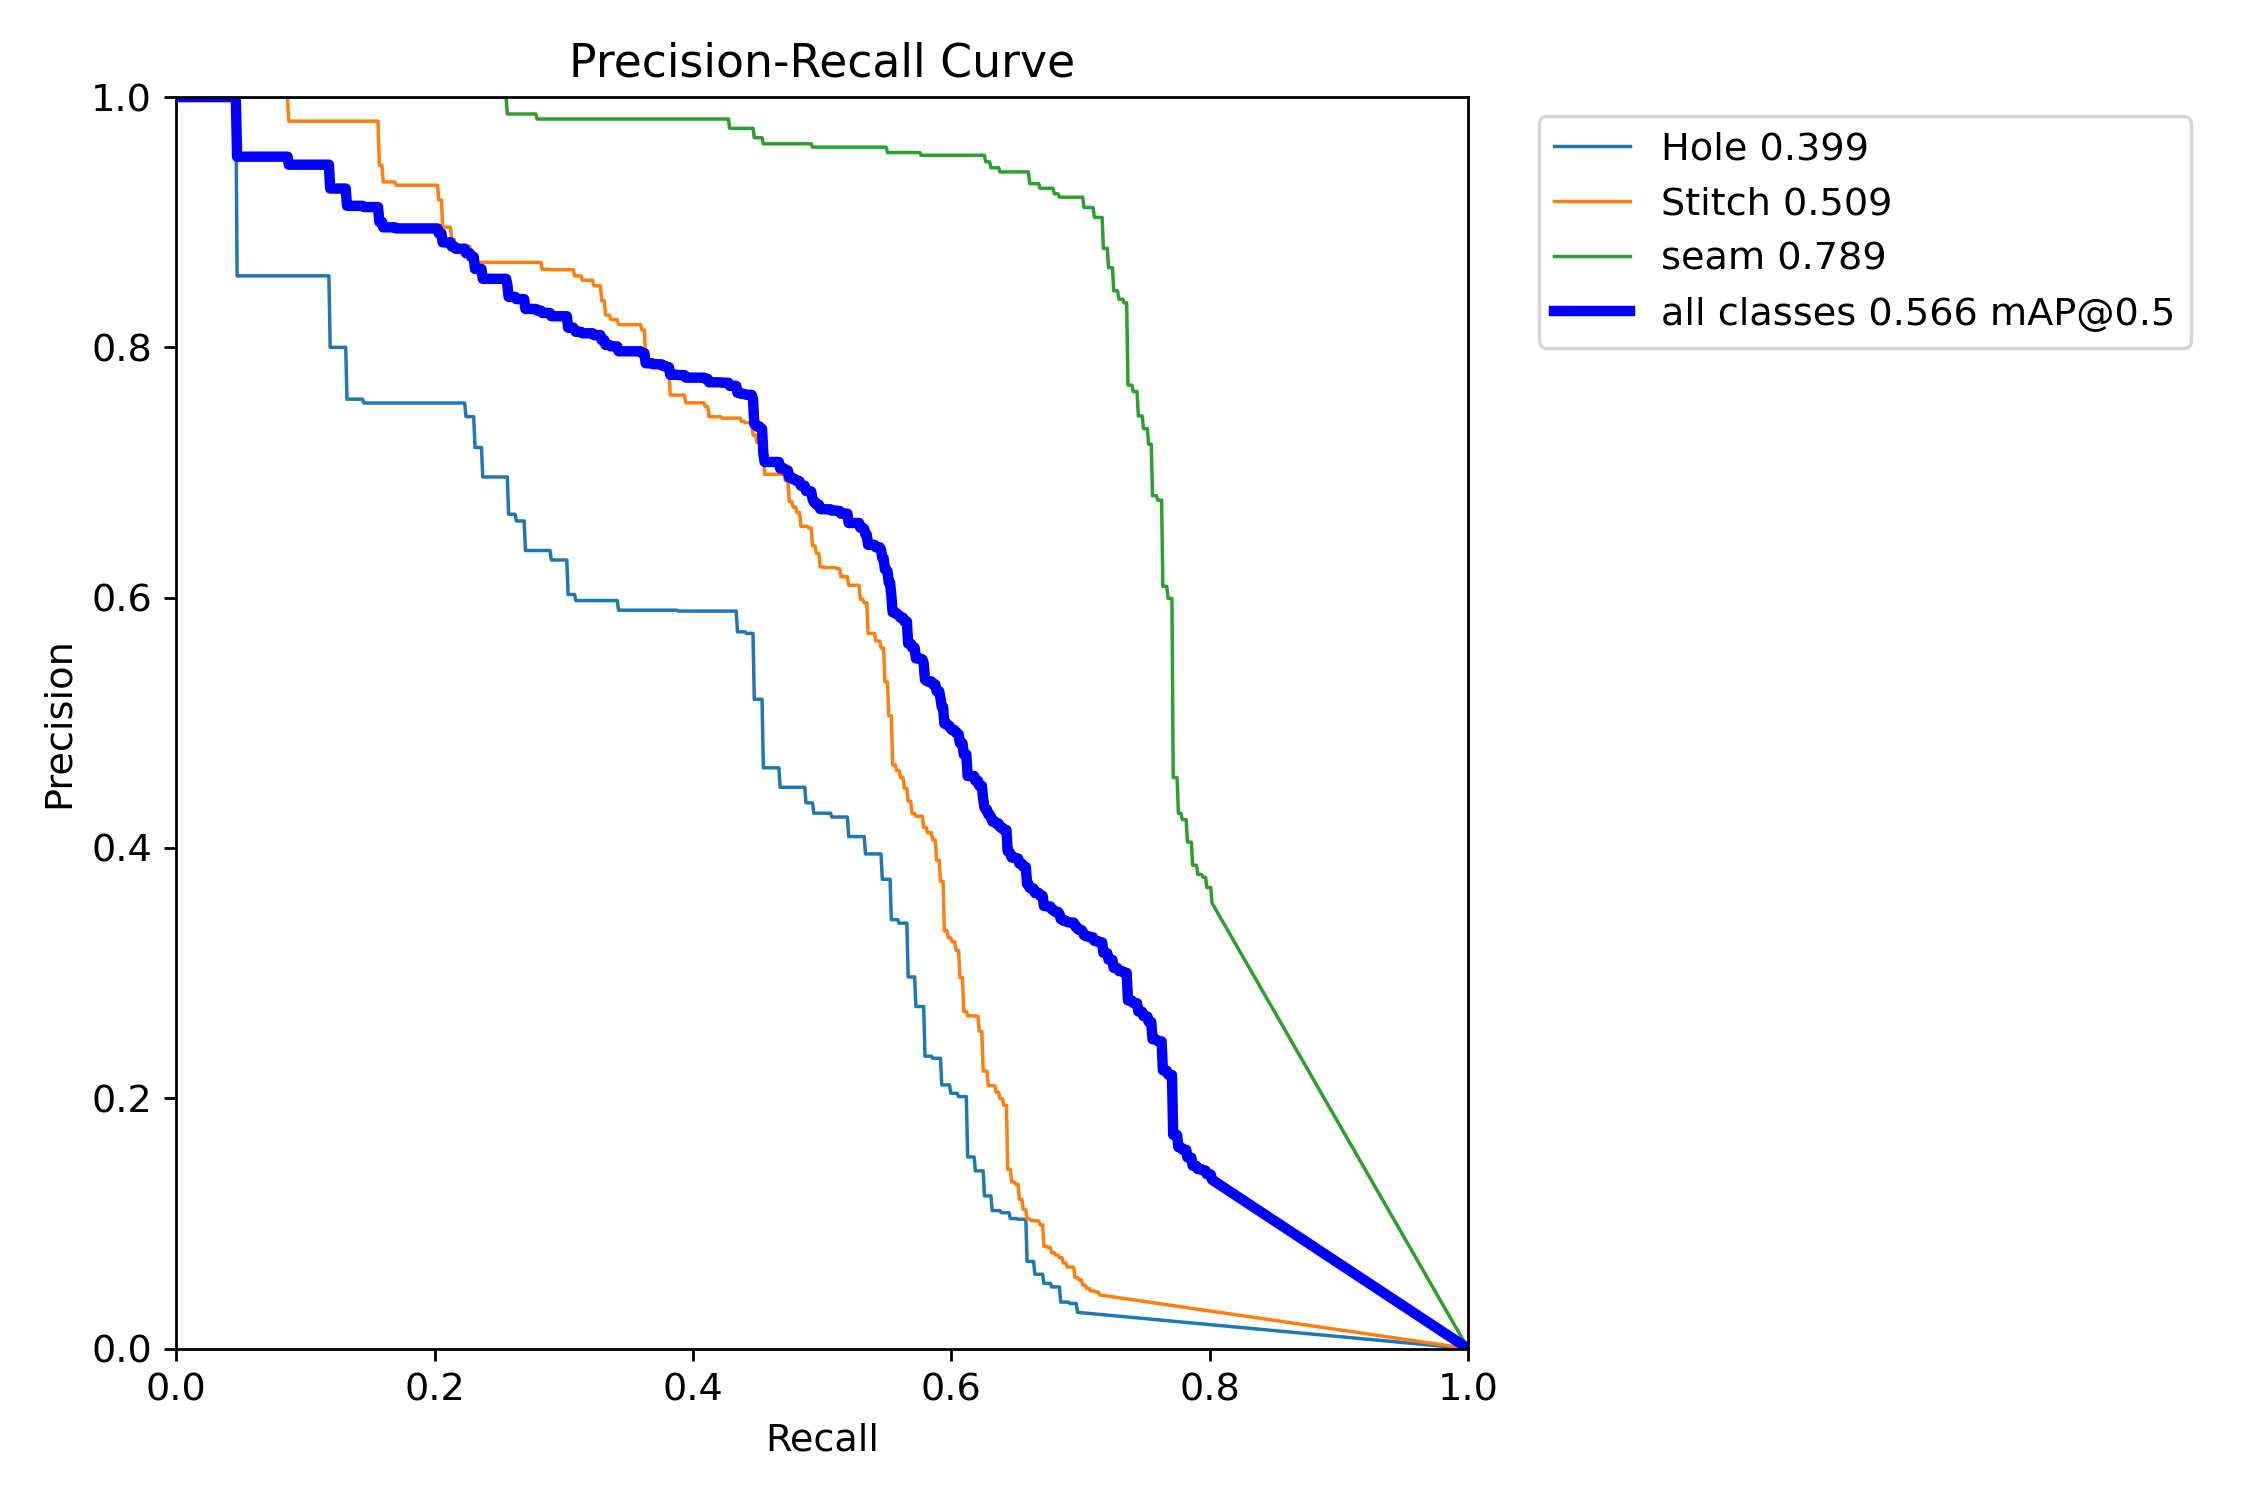 Precision-Recall Curve
1.0
0.8
0.6
0.4
0.2
0.0
Precision
0.0 0.2 0.4 0.6 0.8 1.0
Recall
Hole 0.399
Stitch 0.509
seam 0.789
all classes 0.566 mAP@0.5